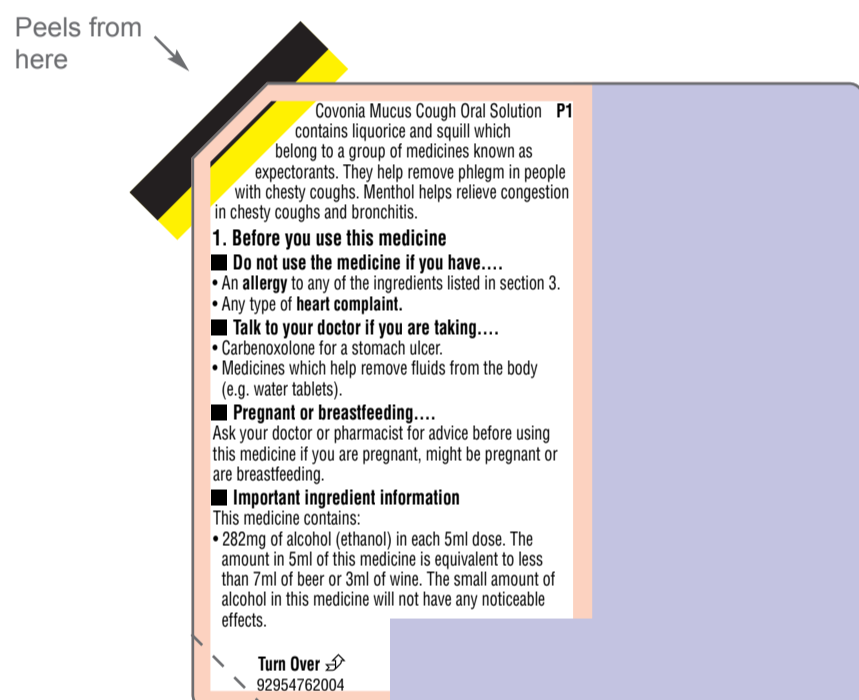 Peels from
here
Covonia Mucus Cough Oral Solution P1
contains liquorice and squill which
belong to a group of medicines known as
expectorants. They help remove phlegm in people
with chesty coughs. Menthol helps relieve congestion
in chesty coughs and bronchitis.
1. Before you use this medicine
■ Do not use the medicine if you have....
• An allergy to any of the ingredients listed in section 3.
• Any type of heart complaint.
■ Talk to your doctor if you are taking....
• Carbenoxolone for a stomach ulcer.
• Medicines which help remove fluids from the body
(e.g. water tablets).
■ Pregnant or breastfeeding....
Ask your doctor or pharmacist for advice before using
this medicine if you are pregnant, might be pregnant or
are breastfeeding.
■ Important ingredient information
This medicine contains:
• 282mg of alcohol (ethanol) in each 5ml dose. The
amount in 5ml of this medicine is equivalent to less
than 7ml of beer or 3ml of wine. The small amount of
alcohol in this medicine will not have any noticeable
effects.
Turn Over
92954762004